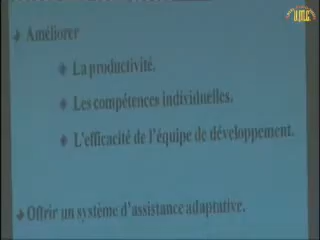 Améliorer
La productivité.
Les compétences individuelles.
L'efficacité de l'équipe de développement.
Offrir un système d'assistance adaptative.